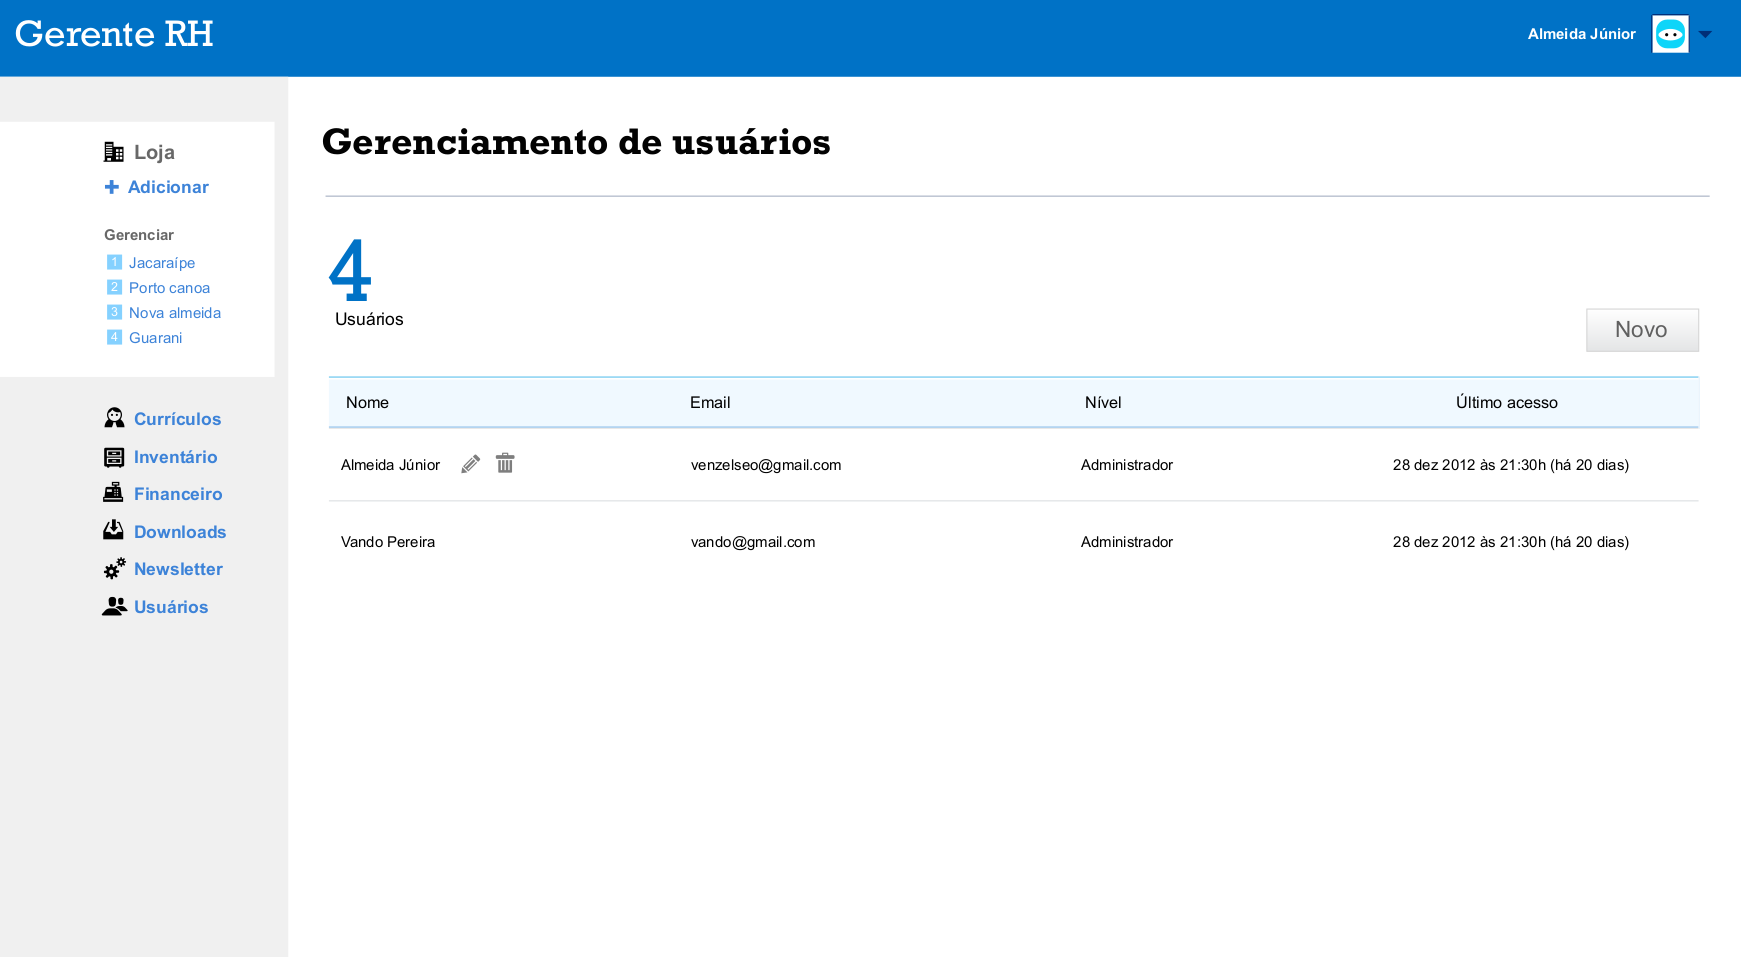 Gerente RH
Almeida Júnior
Loja
Adicionar
Gerenciar
1 Jacaraípe
2 Porto canoa
3 Nova almeida
4 Guarani
Currículos
Inventário
Financeiro
Downloads
Newsletter
Usuários
Gerenciamento de usuários
4
Usuários
Novo
Nome Email Nível Último acesso
Almeida Júnior venzelseo@gmail.com Administrador 28 dez 2012 às 21:30h (há 20 dias)
Vando Pereira vando@gmail.com Administrador 28 dez 2012 às 21:30h (há 20 dias)